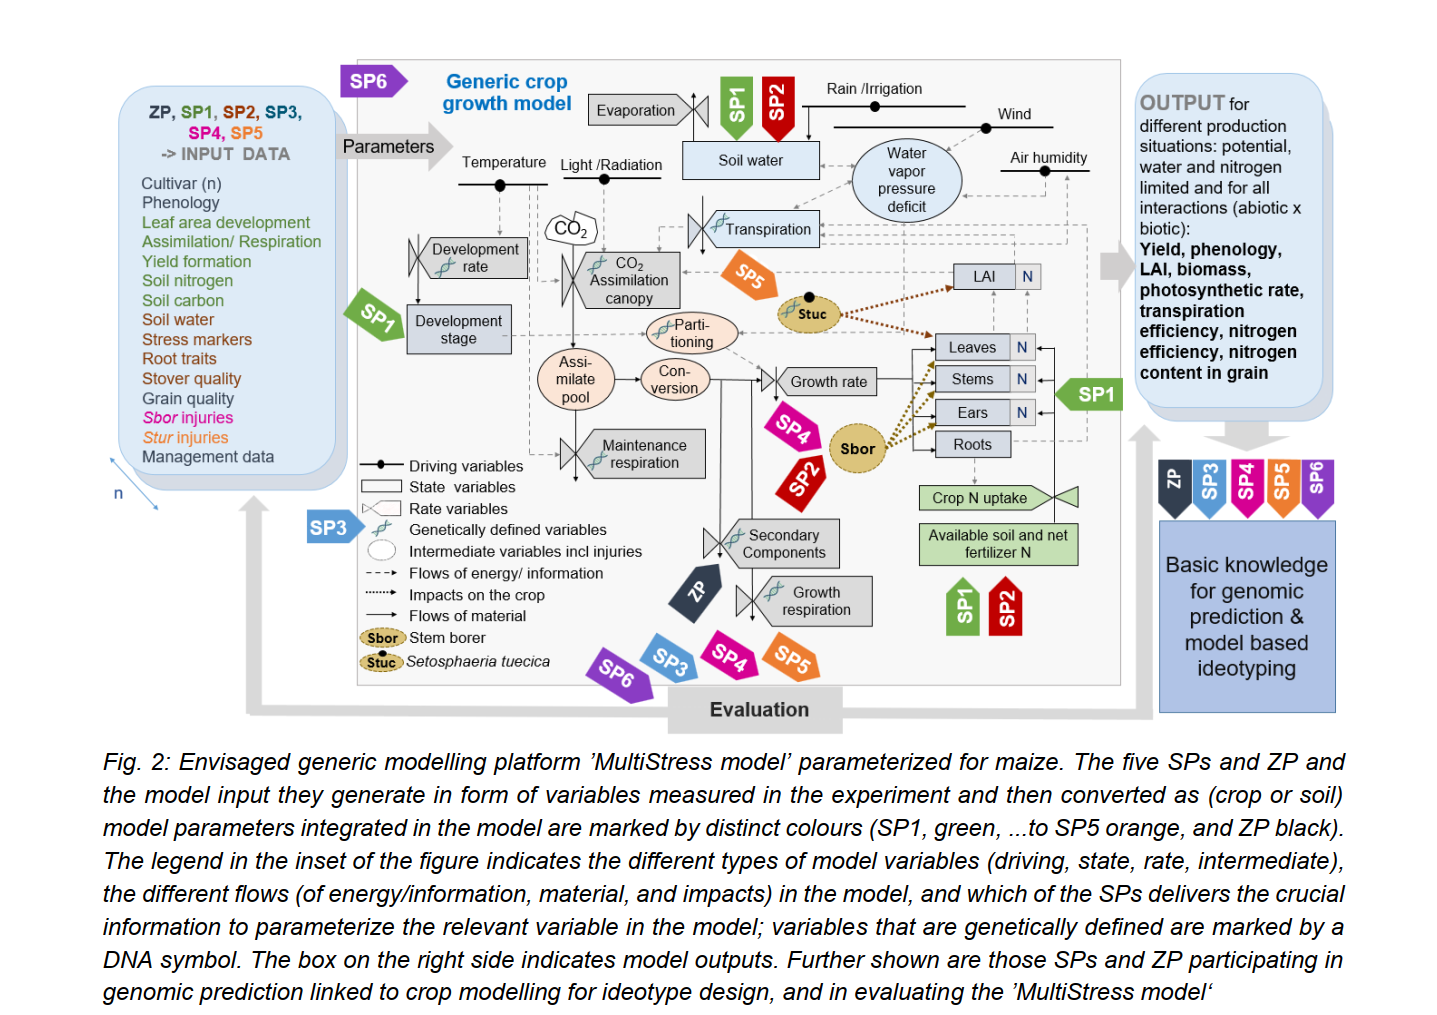 SP6
Generic crop
growth model
ZP, SP1, SP2, SP3,
SP4, SP5
-> INPUT DATA
Cultivar (n)
Phenology
Leaf area development
Assimilation/ Respiration
Yield formation
Soil nitrogen
Soil carbon
Soil water
Stress markers
Root traits
Stover quality
Grain quality
Sbor injuries
Stur injuries
Management data
n
Parameters
Evaporation
SP1
SP2
Rain /Irrigation
Wind
Soil water
Water
vapor
pressure
deficit
Air humidity
Temperature
Light /Radiation
CO2
Transpiration
Development
rate
CO2
Assimilation
canopy
SP5
LAI N
Stuc
SP1
Development
stage
Parti-
tioning
Leaves N
Assi-
milate
pool
Con-
version
Growth rate
Stems N
SP1
Ears N
SP4
Sbor
Roots
Maintenance
respiration
SP2
Crop N uptake
Available soil and net
fertilizer N
Secondary
Components
ZP
Growth
respiration
SP1
SP2
SP3
Driving variables
State variables
Rate variables
Genetically defined variables
Intermediate variables incl injuries
Flows of energy/ information
Impacts on the crop
Flows of material
Sbor Stem borer
Stuc Setosphaeria tuecica
SP6
SP3
SP4
SP5
Evaluation
OUTPUT for
different production
situations: potential,
water and nitrogen
limited and for all
interactions (abiotic x
biotic):
Yield, phenology,
LAI, biomass,
photosynthetic rate,
transpiration
efficiency, nitrogen
efficiency, nitrogen
content in grain
ZP
SP3
SP4
SP5
SP6
Basic knowledge
for genomic
prediction &
model based
ideotyping
Fig. 2: Envisaged generic modelling platform ’MultiStress model’ parameterized for maize. The five SPs and ZP and
the model input they generate in form of variables measured in the experiment and then converted as (crop or soil)
model parameters integrated in the model are marked by distinct colours (SP1, green, ...to SP5 orange, and ZP black).
The legend in the inset of the figure indicates the different types of model variables (driving, state, rate, intermediate),
the different flows (of energy/information, material, and impacts) in the model, and which of the SPs delivers the crucial
information to parameterize the relevant variable in the model; variables that are genetically defined are marked by a
DNA symbol. The box on the right side indicates model outputs. Further shown are those SPs and ZP participating in
genomic prediction linked to crop modelling for ideotype design, and in evaluating the ’MultiStress model‘